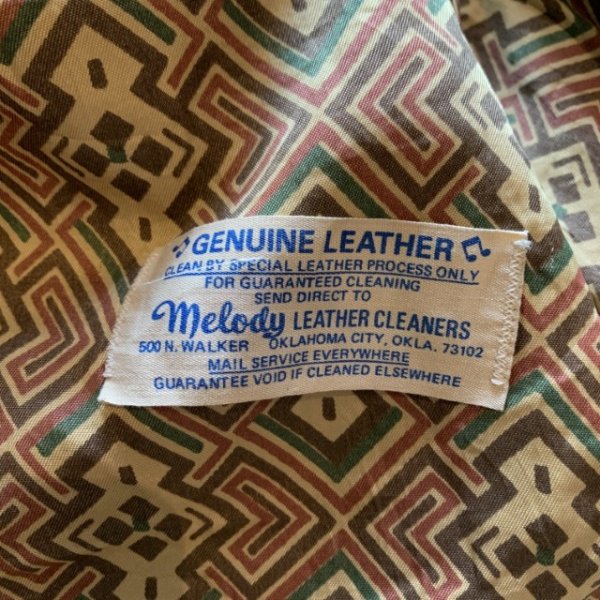 GENUINE LEATHER
CLEAN BY SPECIAL LEATHER PROCESS ONLY
FOR GUARANTEED CLEANING
SEND DIRECT TO
Melody LEATHER CLEANERS
500 N. WALKER OKLAHOMA CITY, OKLA. 73102
MAIL SERVICE EVERYWHERE
GUARANTEE VOID IF CLEANED ELSEWHERE